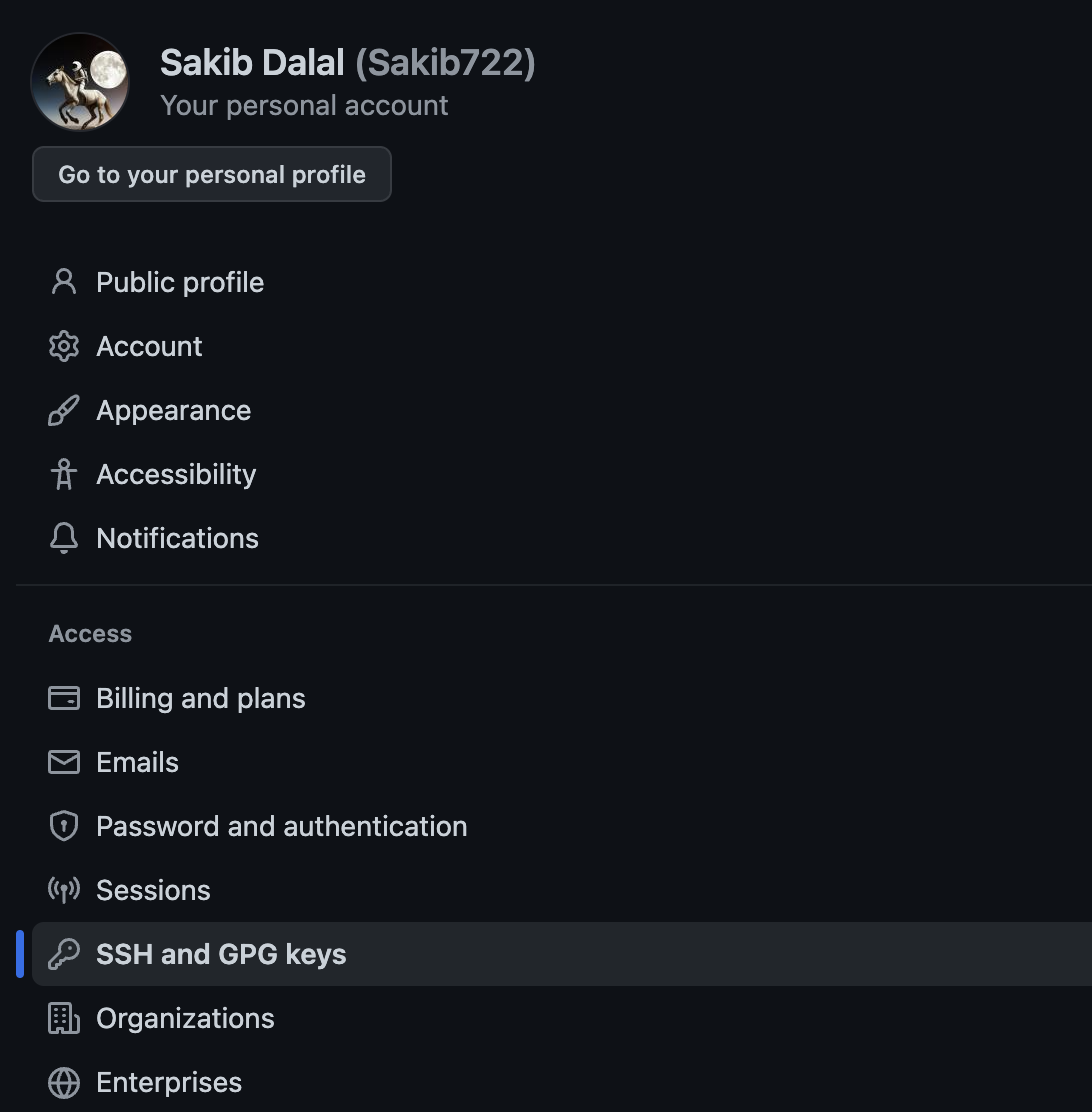 Sakib Dalal (Sakib722)
Your personal account
Go to your personal profile
Public profile
Account
Appearance
Accessibility
Notifications
Access
Billing and plans
Emails
Password and authentication
Sessions
SSH and GPG keys
Organizations
Enterprises